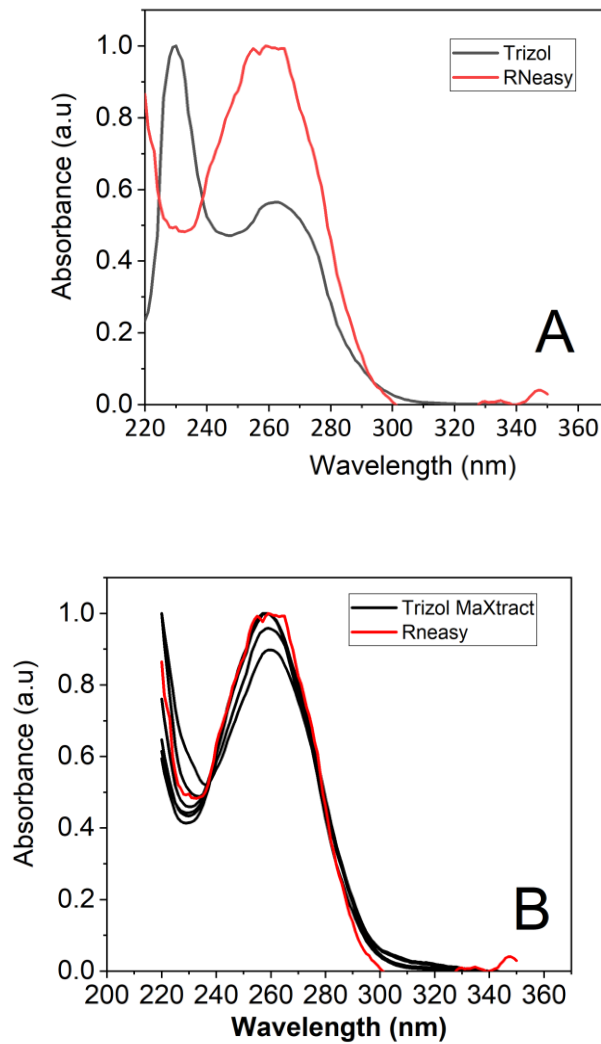 Trizol
RNeasy
Absorbance (a.u)
1.0
0.8
0.6
0.4
0.2
0.0
A
220 240 260 280 300 320 340 360
Wavelength (nm)
Trizol MaXtract
Rneasy
Absorbance (a.u)
1.0
0.8
0.6
0.4
0.2
0.0
B
200 220 240 260 280 300 320 340 360
Wavelength (nm)